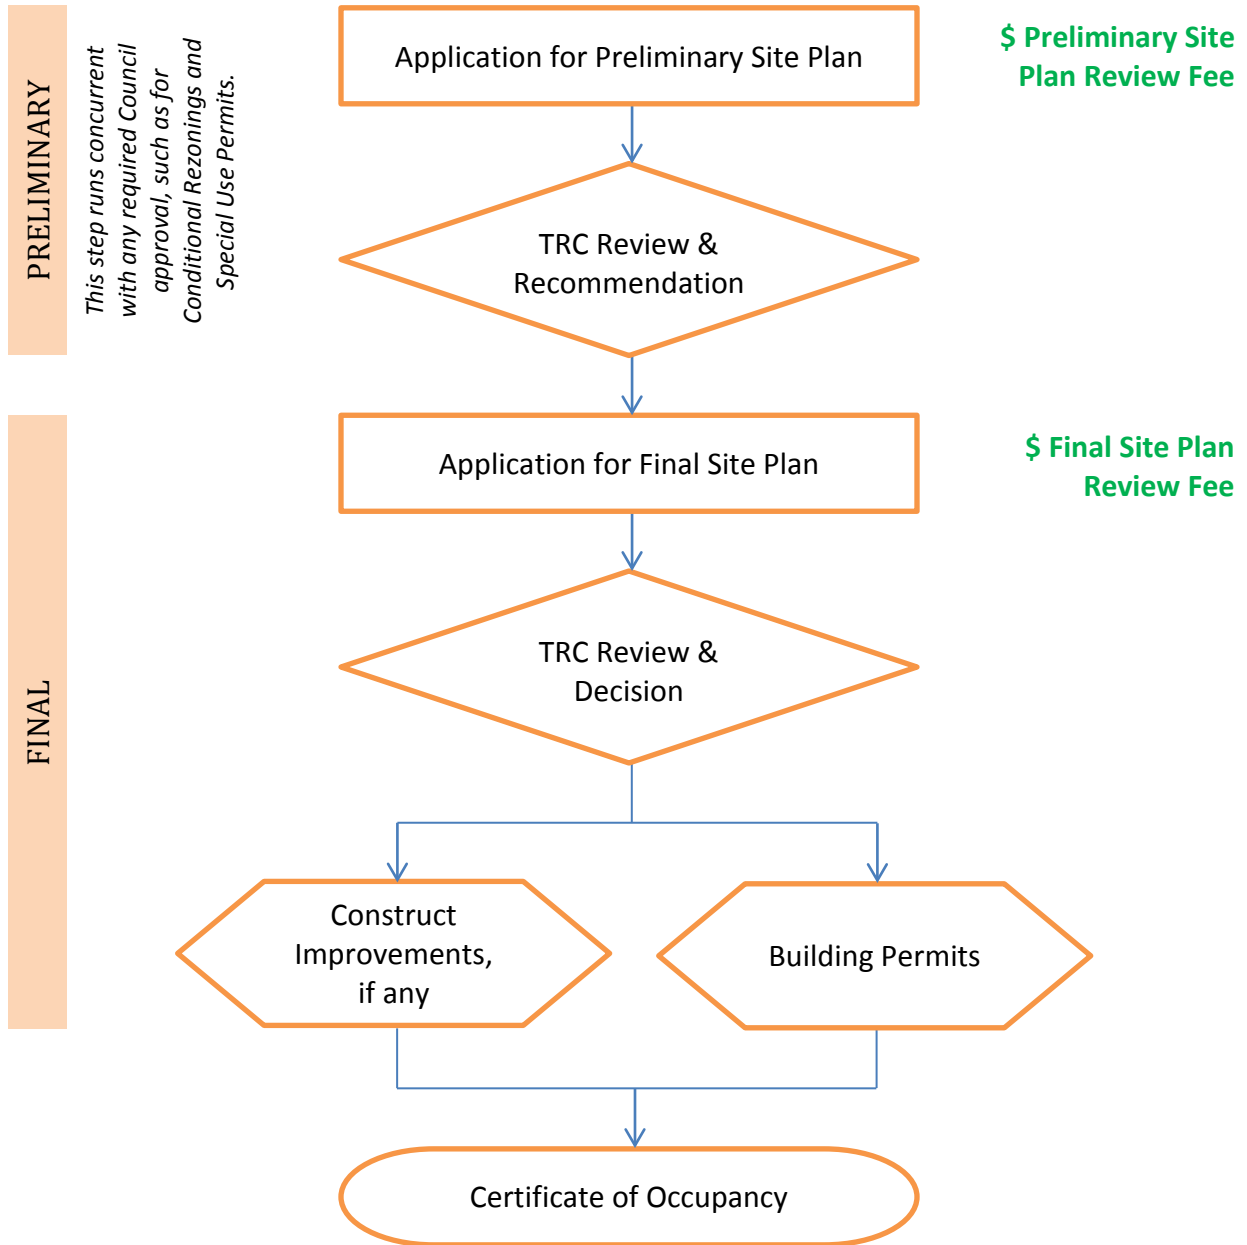 PRELIMINARY
This step runs concurrent
with any required Council
approval, such as for
Conditional Rezonings and
Special Use Permits.
Application for Preliminary Site Plan
$ Preliminary Site
Plan Review Fee
TRC Review &
Recommendation
FINAL
Application for Final Site Plan
$ Final Site Plan
Review Fee
TRC Review &
Decision
Construct
Improvements,
if any
Building Permits
Certificate of Occupancy